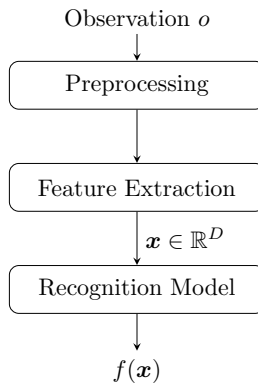 Observation o
Preprocessing
Feature Extraction
x ∈ ℝ^D
Recognition Model
f(x)